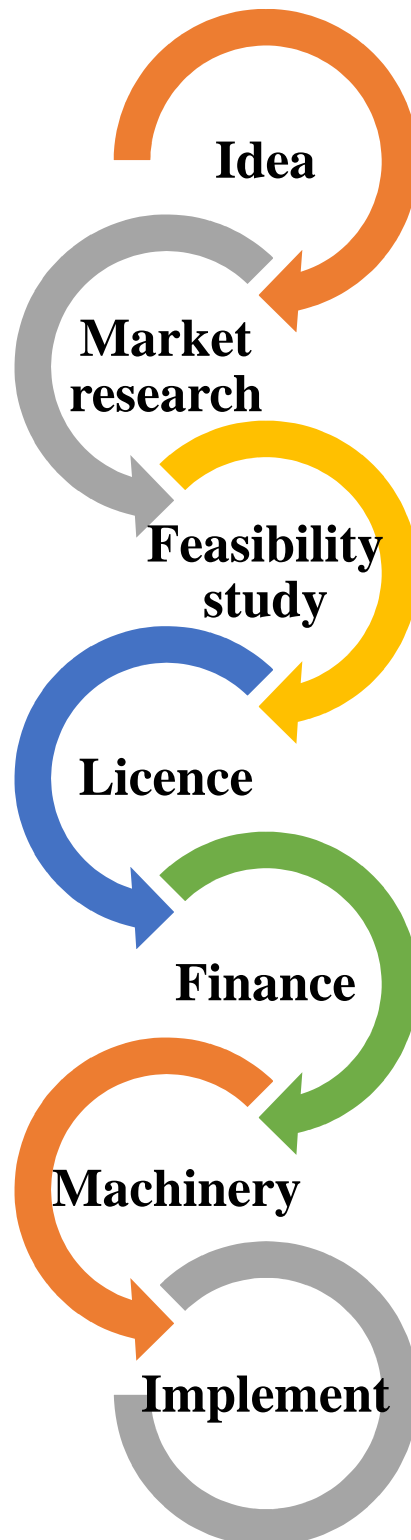 Idea
Market
research
Feasibility
study
Licence
Finance
Machinery
Implement